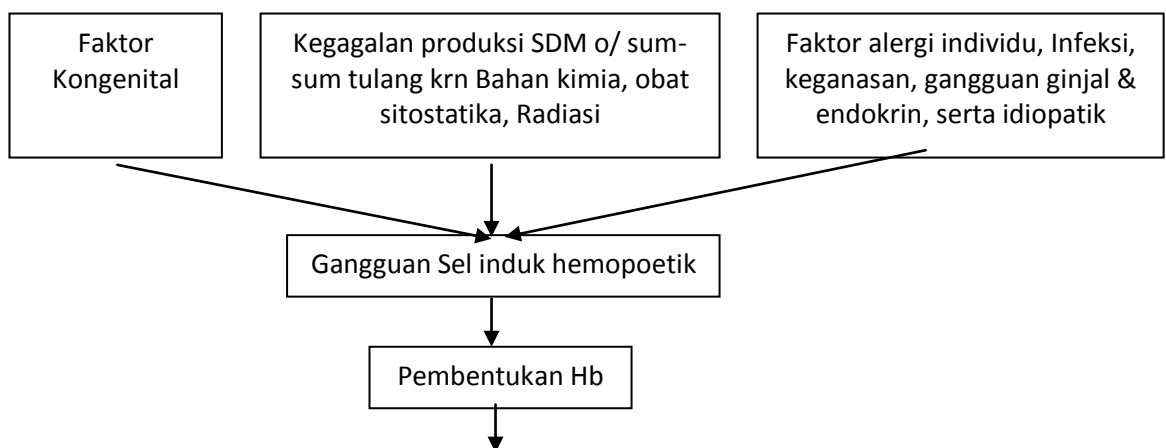 Faktor
Kongenital
Kegagalan produksi SDM o/ sum-
sum tulang krn Bahan kimia, obat
sitostatika, Radiasi
Faktor alergi individu, Infeksi,
keganasan, gangguan ginjal &
endokrin, serta idiopatik
Gangguan Sel induk hemopoetik
Pembentukan Hb